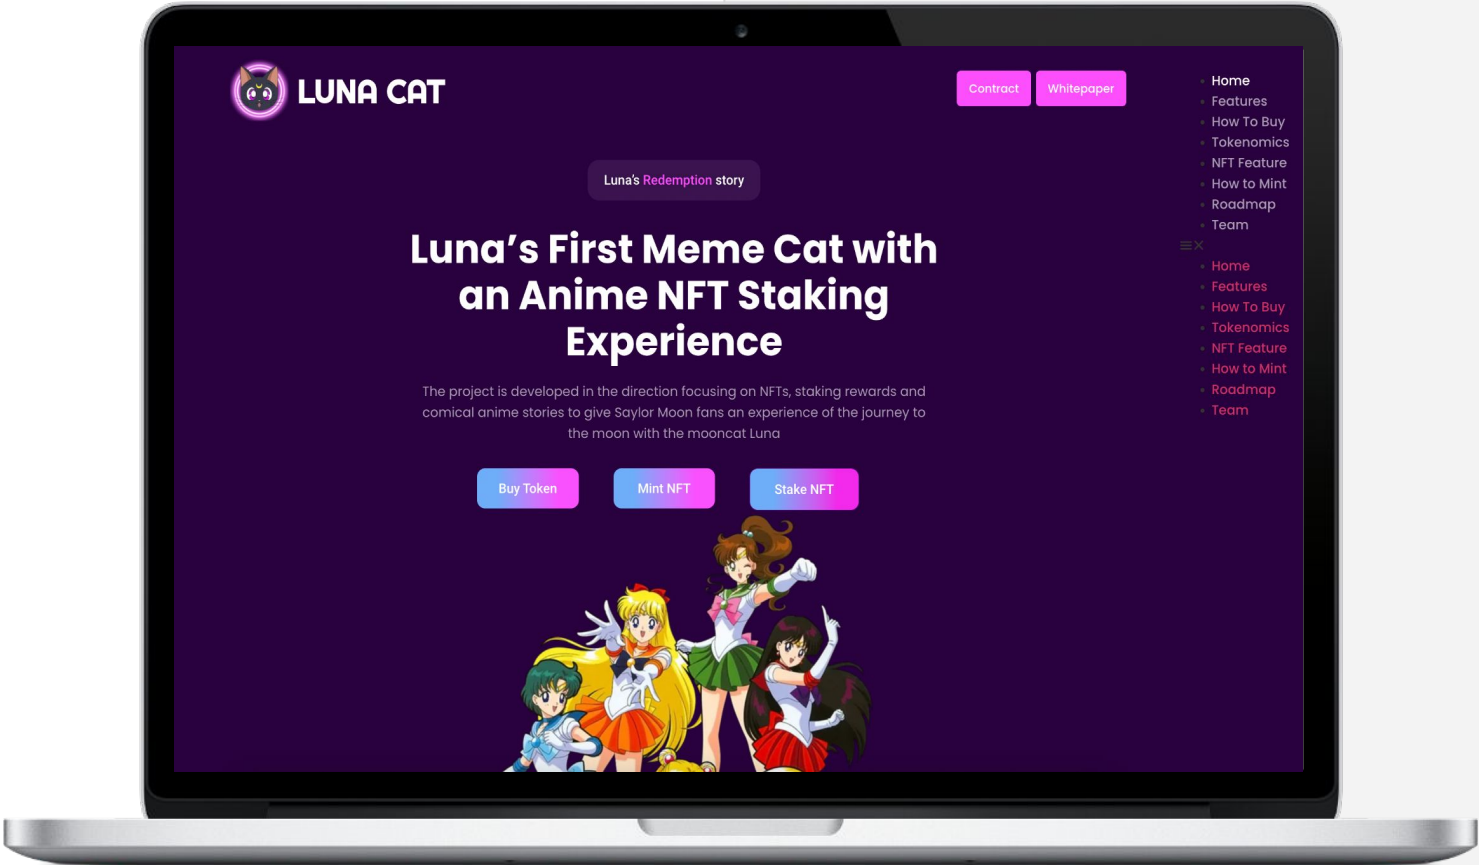 LUNA CAT
Contract
Whitepaper
Home
Features
How To Buy
Tokenomics
NFT Feature
How to Mint
Roadmap
Team
Home
Features
How To Buy
Tokenomics
NFT Feature
How to Mint
Roadmap
Team
Luna's Redemption story
Luna's First Meme Cat with
an Anime NFT Staking
Experience
The project is developed in the direction focusing on NFTs, staking rewards and
comical anime stories to give Saylor Moon fans an experience of the journey to
the moon with the mooncat Luna
Buy Token
Mint NFT
Stake NFT